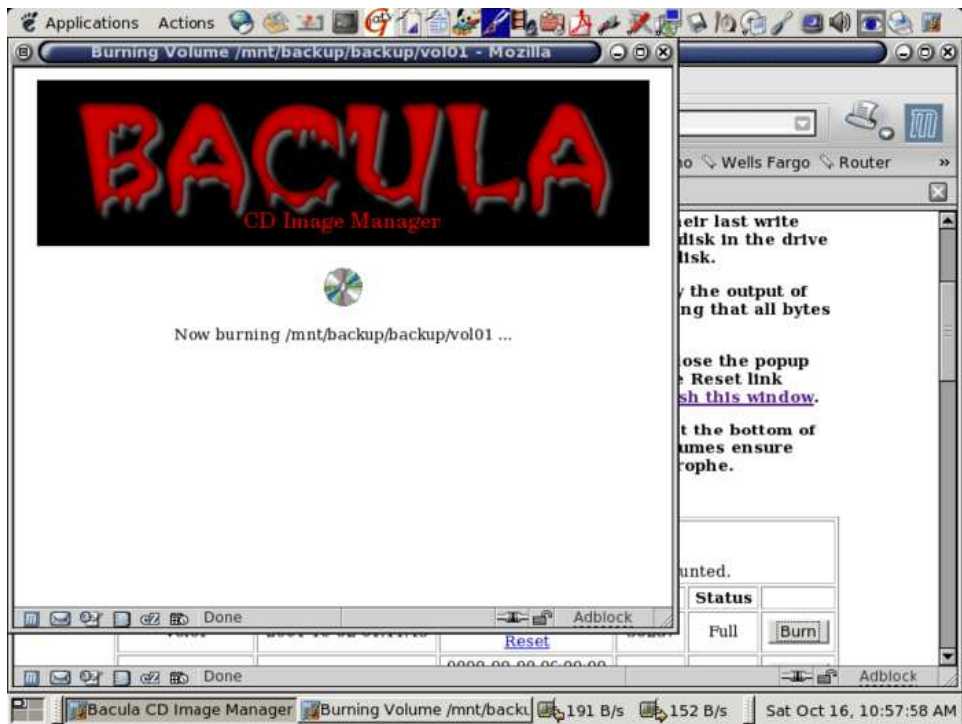 Applications Actions
Burning Volume /mnt/backup/backup/vol01 - Mozilla
BACULA
CD Image Manager
Now burning /mnt/backup/backup/vol01 ...
Wells Fargo Router »
eir last write
disk in the drive
disk.
the output of
ng that all bytes
ose the popup
Reset link
sh this window.
t the bottom of
umes ensure
rophe.
unted.
Status
Reset
Full
Burn
Done
Adblock
Done
Adblock
Bacula CD Image Manager
Burning Volume /mnt/backu
191 B/s
152 B/s
Sat Oct 16, 10:57:58 AM